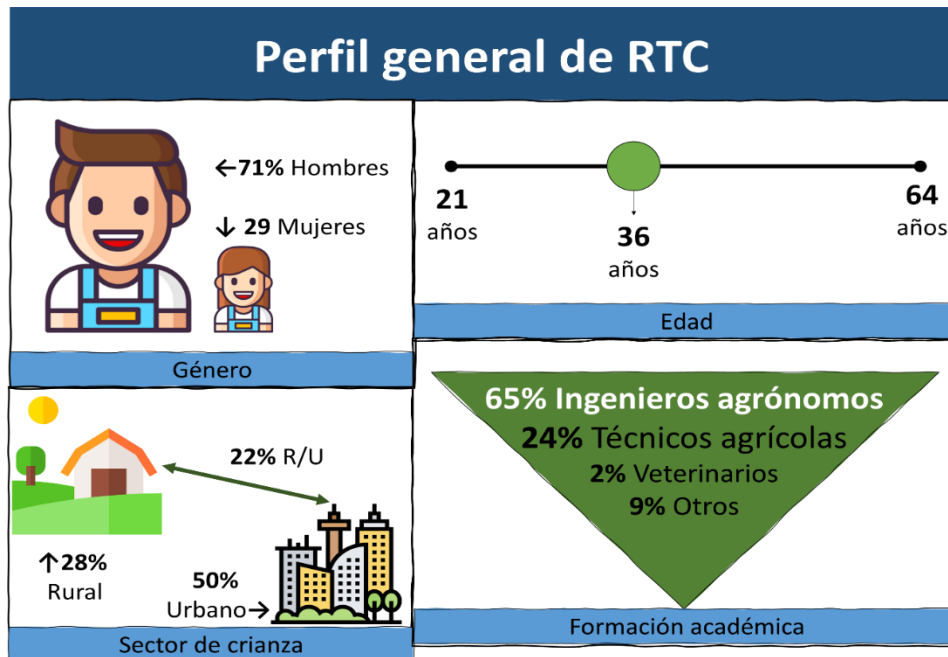 Perfil general de RTC
←71% Hombres
↓ 29 Mujeres
Género
21
años
36
años
64
años
Edad
22% R/U
↑28%
Rural
50%
Urbano→
Sector de crianza
65% Ingenieros agrónomos
24% Técnicos agrícolas
2% Veterinarios
9% Otros
Formación académica